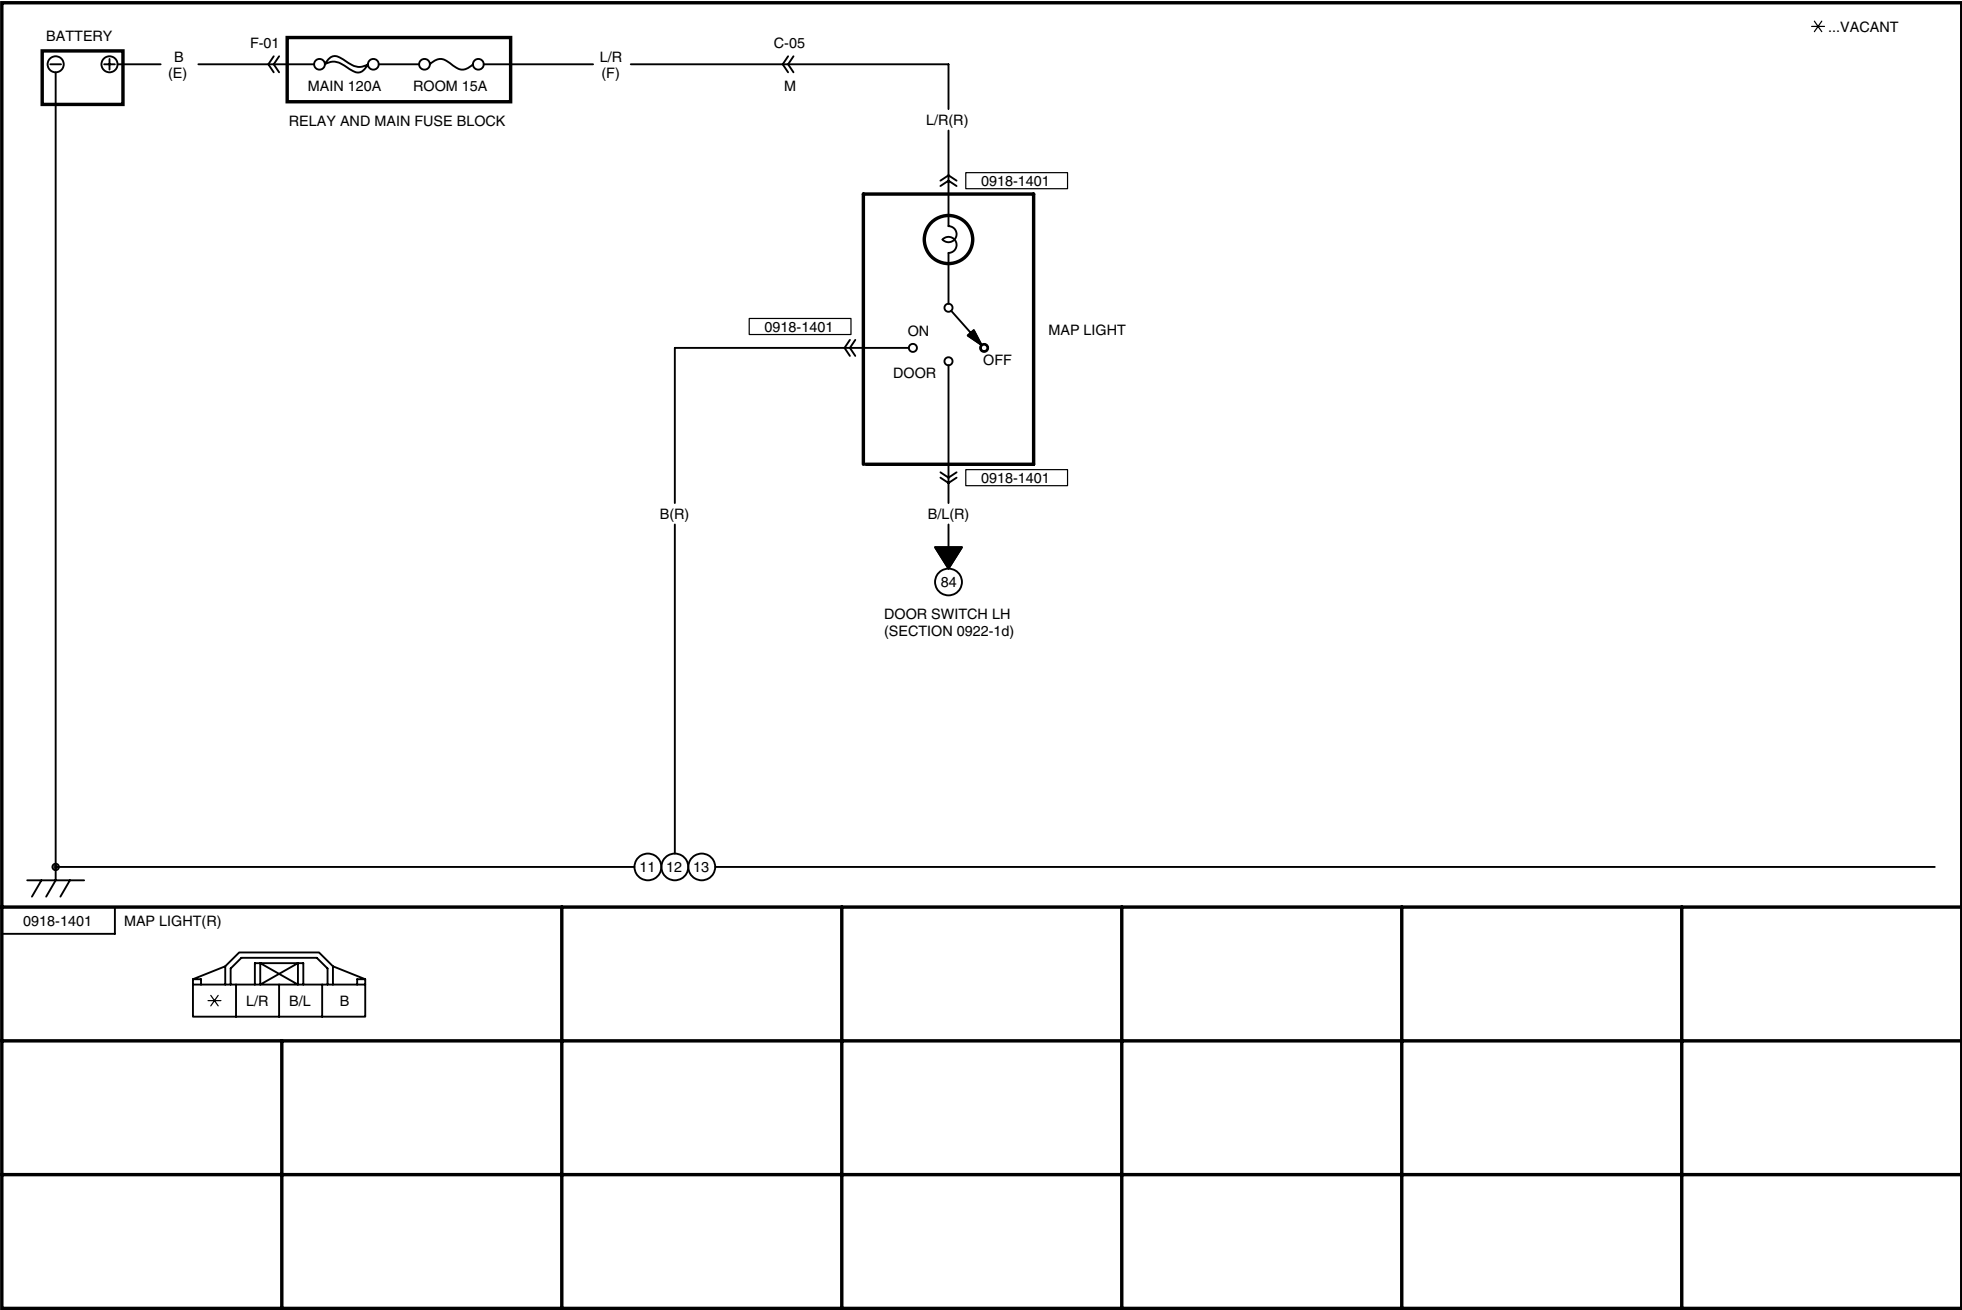 BATTERY
✳ ...VACANT
B
(E)
F-01
MAIN 120A
ROOM 15A
RELAY AND MAIN FUSE BLOCK
L/R
(F)
C-05
M
L/R(R)
0918-1401
0918-1401
ON
OFF
DOOR
MAP LIGHT
0918-1401
B(R)
B/L(R)
84
DOOR SWITCH LH
(SECTION 0922-1d)
11 12 13
0918-1401 MAP LIGHT(R)
✳ L/R B/L B